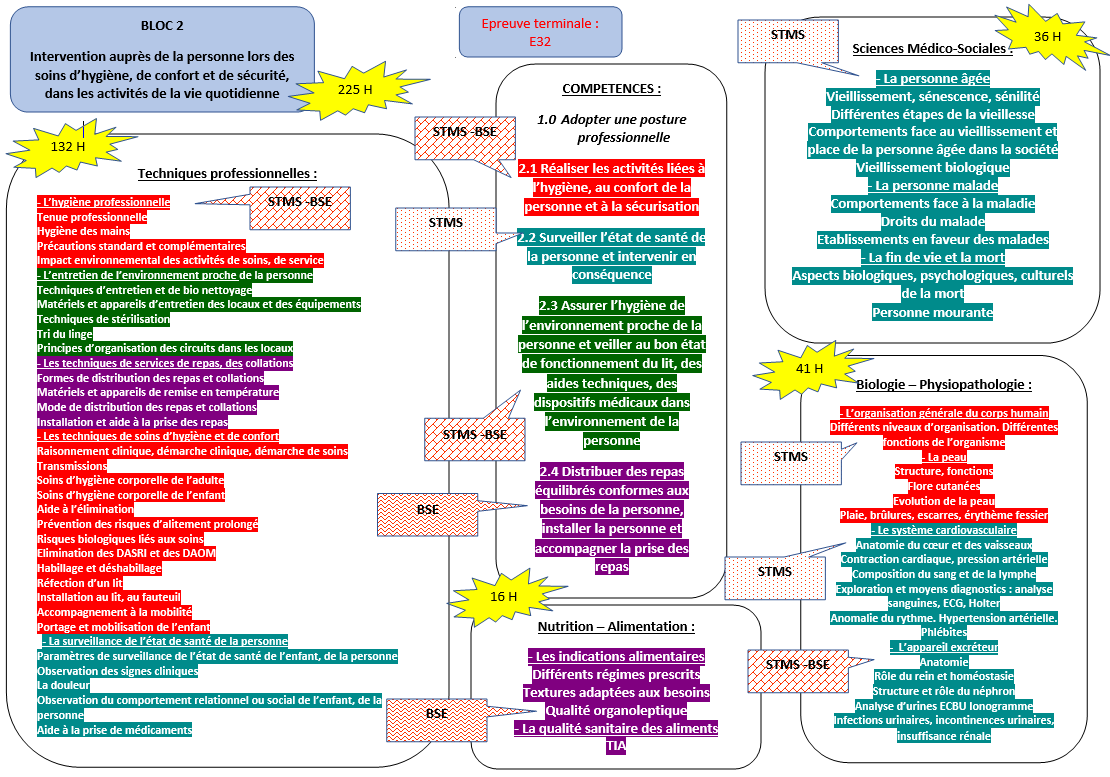 BLOC 2
Intervention auprès de la personne lors des
soins d’hygiène, de confort et de sécurité,
dans les activités de la vie quotidienne
225 H
Epreuve terminale :
E32
132 H
Techniques professionnelles :
- L’hygiène professionnelle
STMS -BSE
Tenue professionnelle
Hygiène des mains
Précautions standard et complémentaires
Impact environnemental des activités de soins, de service
- L’entretien de l’environnement proche de la personne
Techniques d’entretien et de bio nettoyage
Matériels et appareils d’entretien des locaux et des équipements
Techniques de stérilisation
Tri du linge
Principes d’organisation des circuits dans les locaux
- Les techniques de services de repas, des collations
Formes de distribution des repas et collations
Matériels et appareils de remise en température
Mode de distribution des repas et collations
Installation et aide à la prise des repas
- Les techniques de soins d’hygiène et de confort
Raisonnement clinique, démarche clinique, démarche de soins
Transmissions
Soins d’hygiène corporelle de l’adulte
Soins d’hygiène corporelle de l’enfant
Aide à l’élimination
Prévention des risques d’alitement prolongé
Risques biologiques liés aux soins
Elimination des DASRI et des DAOM
Habillage et déshabillage
Réfection d’un lit
Installation au lit, au fauteuil
Accompagnement à la mobilité
Portage et mobilisation de l’enfant
- La surveillance de l’état de santé de la personne
Paramètres de surveillance de l’état de santé de l’enfant, de la personne
Observation des signes cliniques
La douleur
Observation du comportement relationnel ou social de l’enfant, de la
personne
Aide à la prise de médicaments
COMPETENCES :
1.0 Adopter une posture
professionnelle
STMS -BSE
2.1 Réaliser les activités liées à
l’hygiène, au confort de la
personne et à la sécurisation
STMS
2.2 Surveiller l’état de santé de
la personne et intervenir en
conséquence
2.3 Assurer l’hygiène de
l’environnement proche de la
personne et veiller au bon état
de fonctionnement du lit, des
aides techniques, des
dispositifs médicaux dans
l’environnement de la
personne
STMS -BSE
2.4 Distribuer des repas
équilibrés conformes aux
besoins de la personne,
installer la personne et
accompagner la prise des
repas
BSE
16 H
Nutrition – Alimentation :
- Les indications alimentaires
Différents régimes prescrits
Textures adaptées aux besoins
Qualité organoleptique
- La qualité sanitaire des aliments
TIA
BSE
STMS
36 H
Sciences Médico-Sociales :
- La personne âgée
Vieillissement, sénescence, sénilité
Différentes étapes de la vieillesse
Comportements face au vieillissement et
place de la personne âgée dans la société
Vieillissement biologique
- La personne malade
Comportements face à la maladie
Droits du malade
Etablissements en faveur des malades
- La fin de vie et la mort
Aspects biologiques, psychologiques, culturels
de la mort
Personne mourante
41 H
Biologie – Physiopathologie :
- L’organisation générale du corps humain
Différents niveaux d’organisation. Différentes
fonctions de l’organisme
STMS
- La peau
Structure, fonctions
Flore cutanées
Evolution de la peau
Plaie, brûlures, escarres, érythème fessier
- Le système cardiovasculaire
STMS
Anatomie du cœur et des vaisseaux
Contraction cardiaque, pression artérielle
Composition du sang et de la lymphe
Exploration et moyens diagnostics : analyse
sanguines, ECG, Holter
Anomalie du rythme. Hypertension artérielle.
Phlébites
- L’appareil excréteur
STMS -BSE
Anatomie
Rôle du rein et homéostasie
Structure et rôle du néphron
Analyse d’urines ECBU Ionogramme
Infections urinaires, incontinences urinaires,
insuffisance rénale